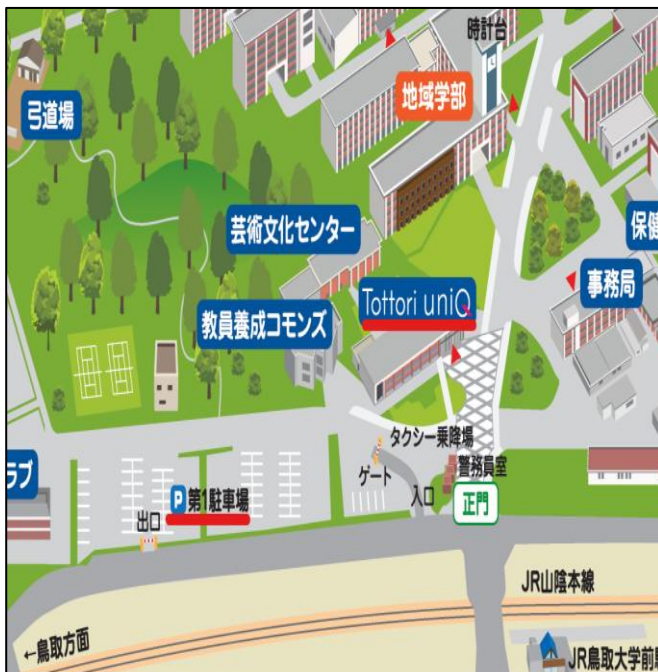 時計台
地域学部
弓道場
芸術文化センター
保健
Tottori uniQ
事務局
教員養成コモンズ
タクシー乗降場
警務員室
ゲート
ラブ
P 第1駐車場
入口
正門
出口
JR山陰本線
←鳥取方面
JR鳥取大学前